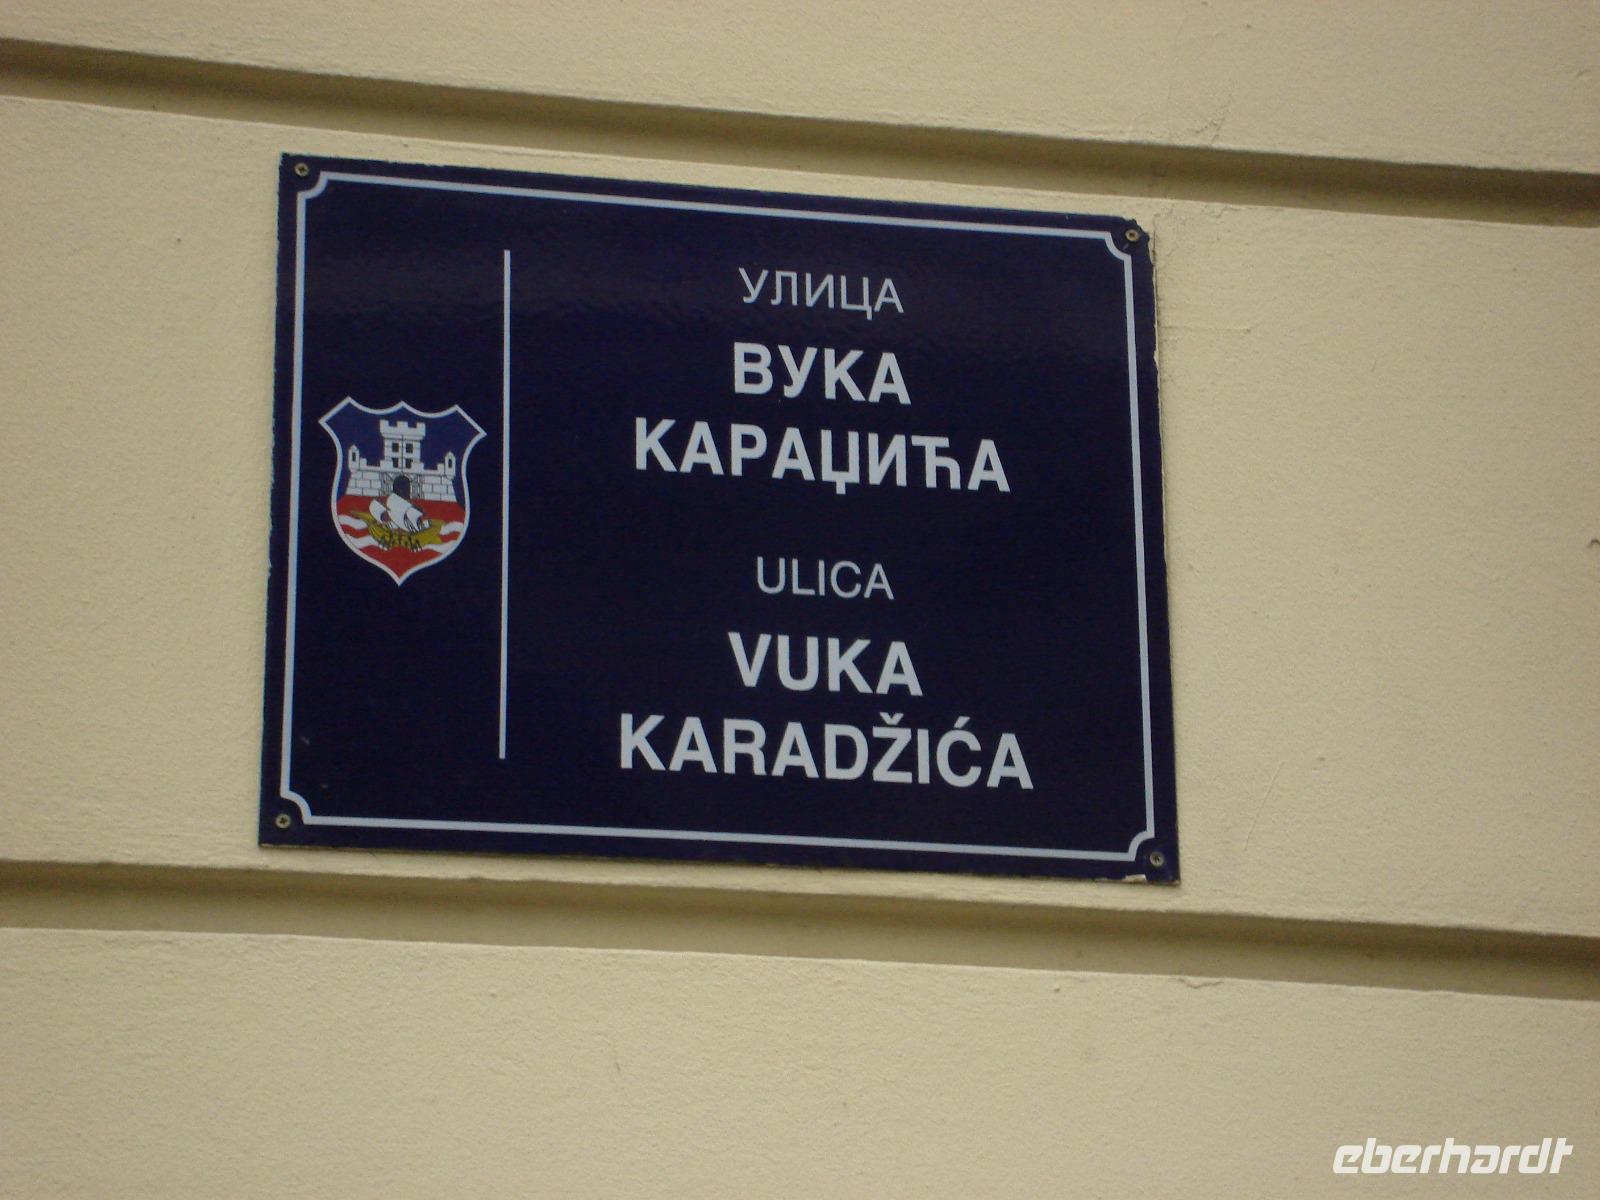 УЛИЦА
ВУКА
КАРАЏИЋА
ULICA
VUKA
KARADŽIĆA
eberhardt